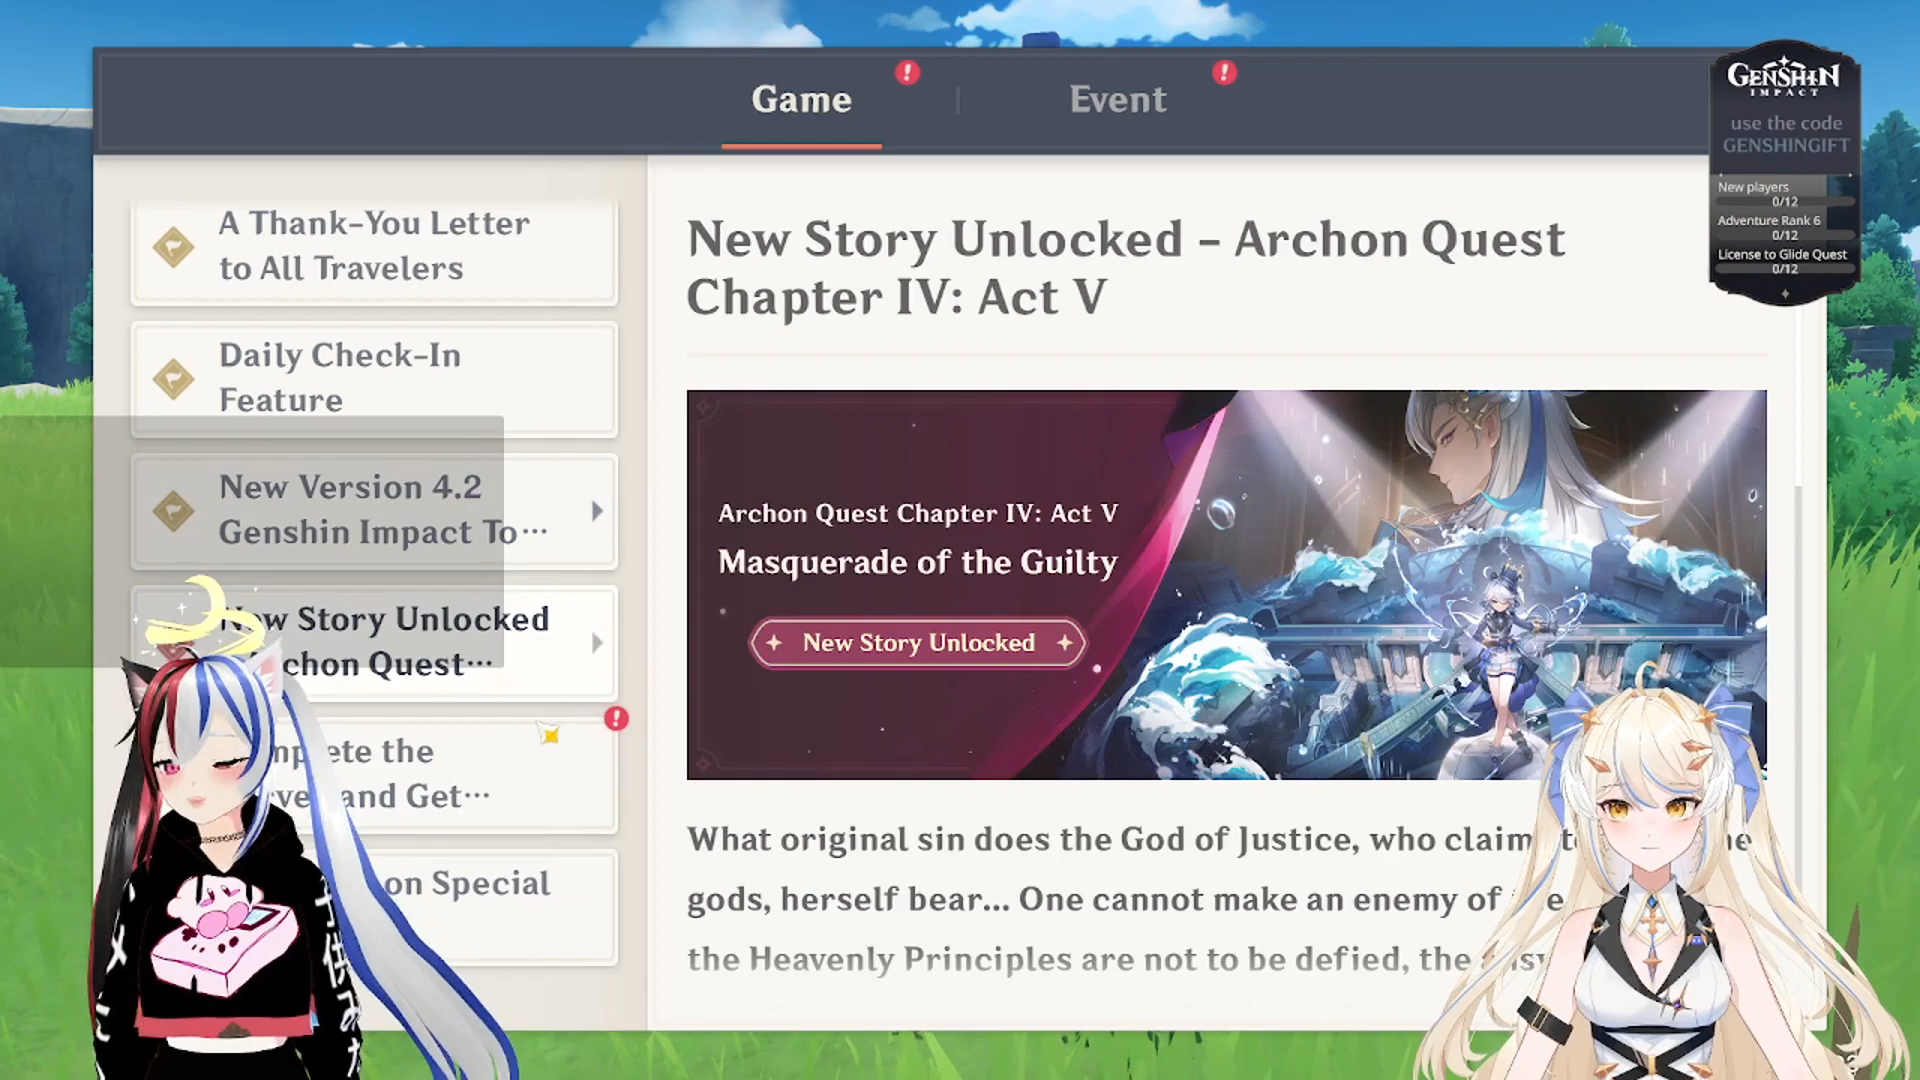 Game
Event
GENSHIN
IMPACT
use the code
GENSHINGIFT
New players
0/12
Adventure Rank 6
0/12
License to Glide Quest
0/12
A Thank-You Letter
to All Travelers
Daily Check-In
Feature
New Version 4.2
Genshin Impact To···
New Story Unlocked
chon Quest···
the
and Get···
on Special
New Story Unlocked – Archon Quest
Chapter IV: Act V
Archon Quest Chapter IV: Act V
Masquerade of the Guilty
New Story Unlocked
What original sin does the God of Justice, who claim
gods, herself bear... One cannot make an enemy of
the Heavenly Principles are not to be defied, the